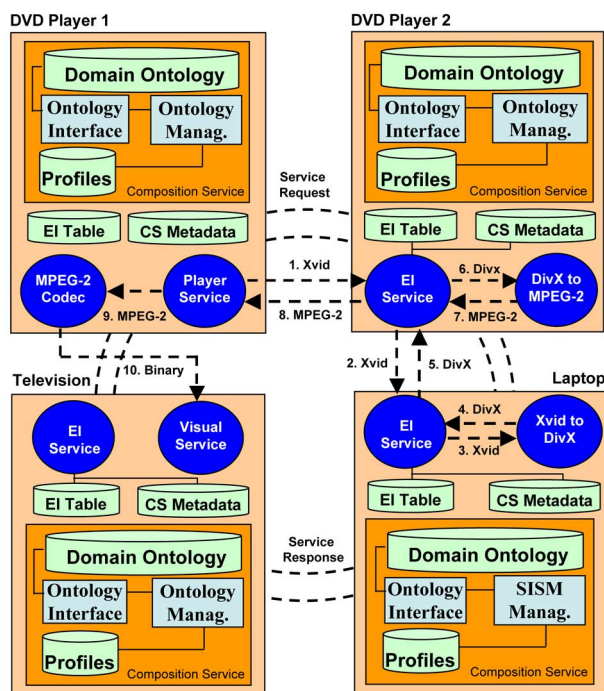 DVD Player 1
Domain Ontology
Ontology
Interface
Ontology
Manag.
Profiles
Composition Service
EI Table
CS Metadata
MPEG-2
Codec
Player
Service
DVD Player 2
Domain Ontology
Ontology
Interface
Ontology
Manag.
Profiles
Composition Service
EI Table
CS Metadata
EI
Service
DivX to
MPEG-2
Service
Request
1. Xvid
6. Divx
9. MPEG-2
8. MPEG-2
7. MPEG-2
10. Binary
2. Xvid
5. DivX
Television
EI
Service
Visual
Service
EI Table
CS Metadata
Domain Ontology
Ontology
Interface
Ontology
Manag.
Profiles
Composition Service
Laptop
EI
Service
4. DivX
3. Xvid
Xvid to
DivX
EI Table
CS Metadata
Service
Response
Domain Ontology
Ontology
Interface
SISM
Manag.
Profiles
Composition Service